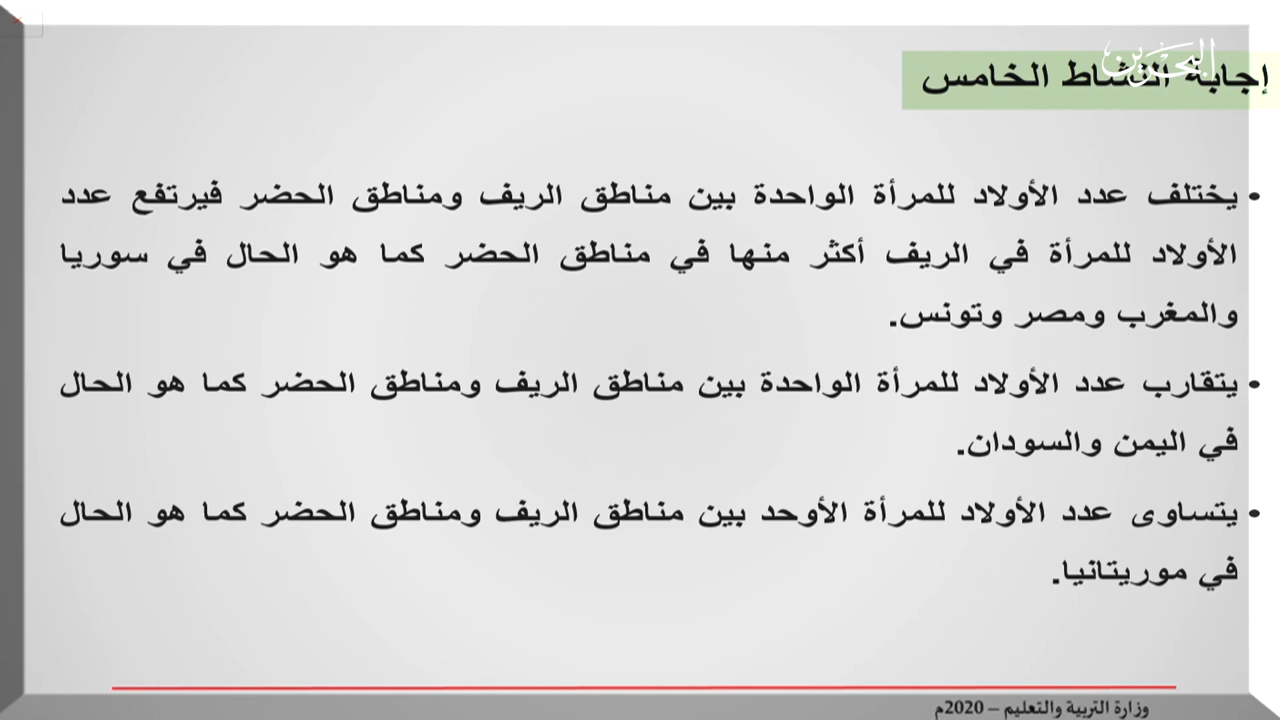 البحرين
إجابة النشاط الخامس
• يختلف عدد الأولاد للمرأة الواحدة بين مناطق الريف ومناطق الحضر فيرتفع عدد
الأولاد للمرأة في الريف أكثر منها في مناطق الحضر كما هو الحال في سوريا
والمغرب ومصر وتونس.
• يتقارب عدد الأولاد للمرأة الواحدة بين مناطق الريف ومناطق الحضر كما هو الحال
في اليمن والسودان.
• يتساوى عدد الأولاد للمرأة الأوحد بين مناطق الريف ومناطق الحضر كما هو الحال
في موريتانيا.
وزارة التربية والتعليم – 2020م